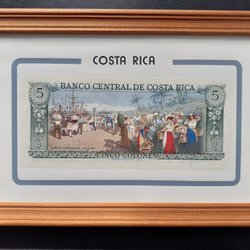 COSTA RICA
BANCO CENTRAL DE COSTA RICA
5
5
CINCO COLONES